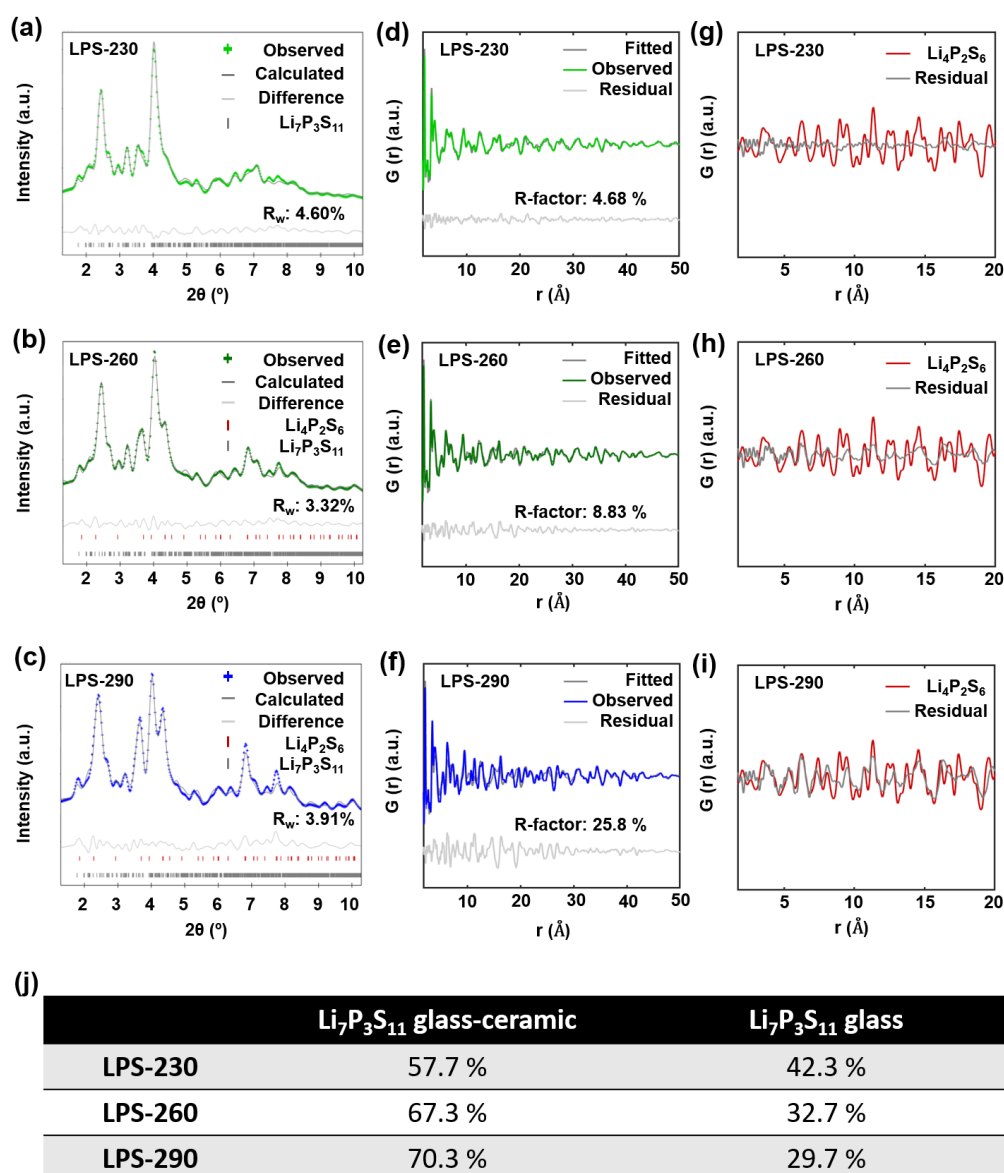 (a)
LPS-230
Observed
Calculated
Difference
Li₇P₃S₁₁
R_w: 4.60%
Intensity (a.u.)
2 3 4 5 6 7 8 9 10
2θ (º)
(d)
LPS-230
Fitted
Observed
Residual
R-factor: 4.68 %
G (r) (a.u.)
10 20 30 40 50
r (Å)
(g)
LPS-230
Li₄P₂S₆
Residual
G (r) (a.u.)
5 10 15 20
r (Å)
(b)
LPS-260
Observed
Calculated
Difference
Li₄P₂S₆
Li₇P₃S₁₁
R_w: 3.32%
Intensity (a.u.)
2 3 4 5 6 7 8 9 10
2θ (º)
(e)
LPS-260
Fitted
Observed
Residual
R-factor: 8.83 %
G (r) (a.u.)
10 20 30 40 50
r (Å)
(h)
LPS-260
Li₄P₂S₆
Residual
G (r) (a.u.)
5 10 15 20
r (Å)
(c)
LPS-290
Observed
Calculated
Difference
Li₄P₂S₆
Li₇P₃S₁₁
R_w: 3.91%
Intensity (a.u.)
2 3 4 5 6 7 8 9 10
2θ (º)
(f)
LPS-290
Fitted
Observed
Residual
R-factor: 25.8 %
G (r) (a.u.)
10 20 30 40 50
r (Å)
(i)
LPS-290
Li₄P₂S₆
Residual
G (r) (a.u.)
5 10 15 20
r (Å)
(j)
Li₇P₃S₁₁ glass-ceramic Li₇P₃S₁₁ glass
LPS-230 57.7 % 42.3 %
LPS-260 67.3 % 32.7 %
LPS-290 70.3 % 29.7 %